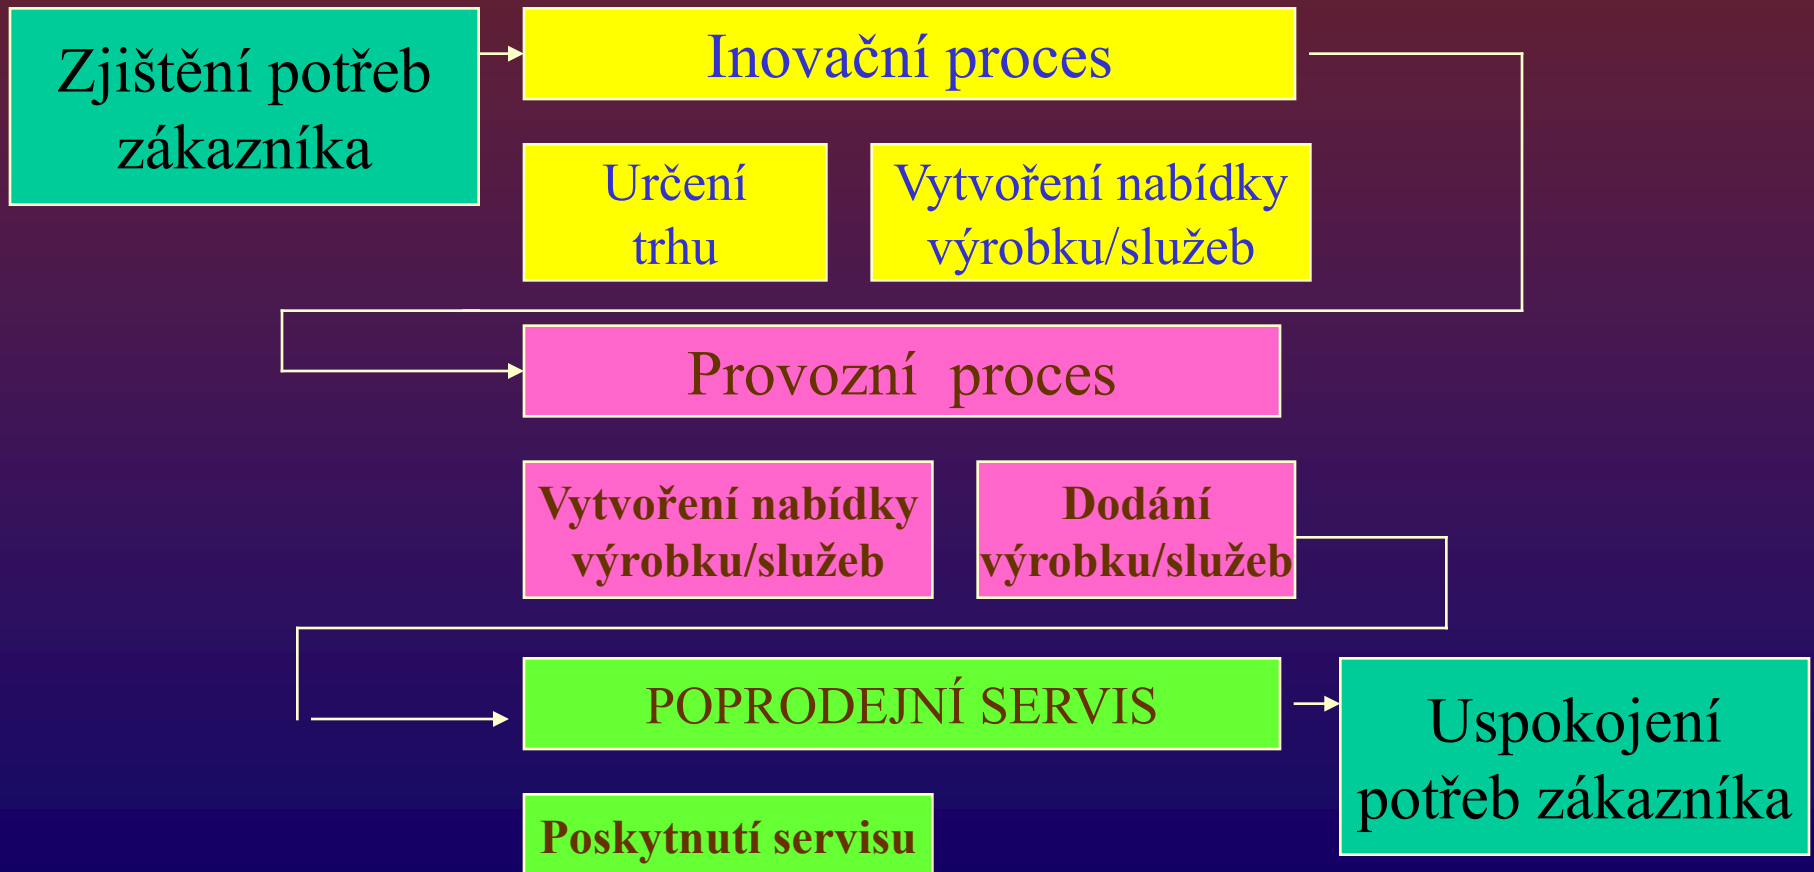 Zjištění potřeb
zákazníka
Inovační proces
Určení
trhu
Vytvoření nabídky
výrobku/služeb
Provozní  proces
Vytvoření nabídky
výrobku/služeb
Dodání
výrobku/služeb
POPRODEJNÍ SERVIS
Uspokojení
potřeb zákazníka
Poskytnutí servisu